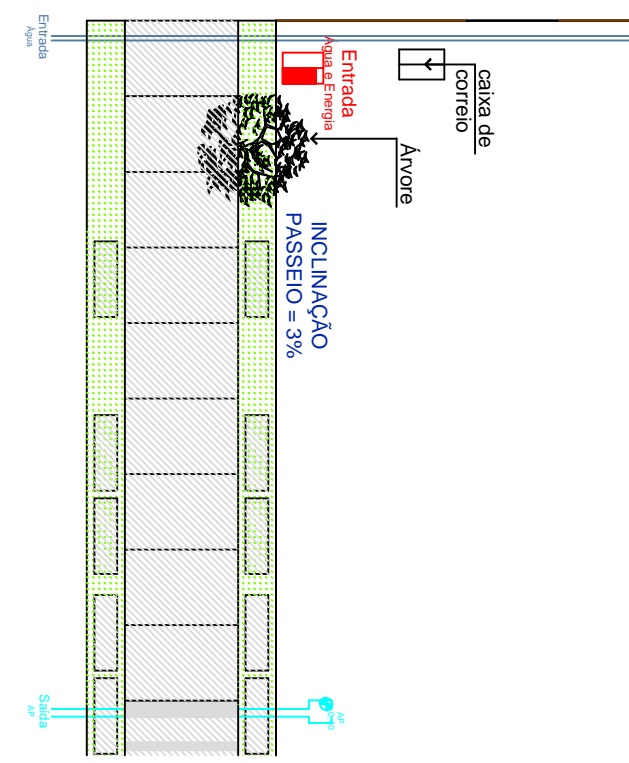 Entrada
Água
Entrada
Água e Energia
caixa de
correio
Árvore
INCLINAÇÃO
PASSEIO = 3%
Saída
AP
AP